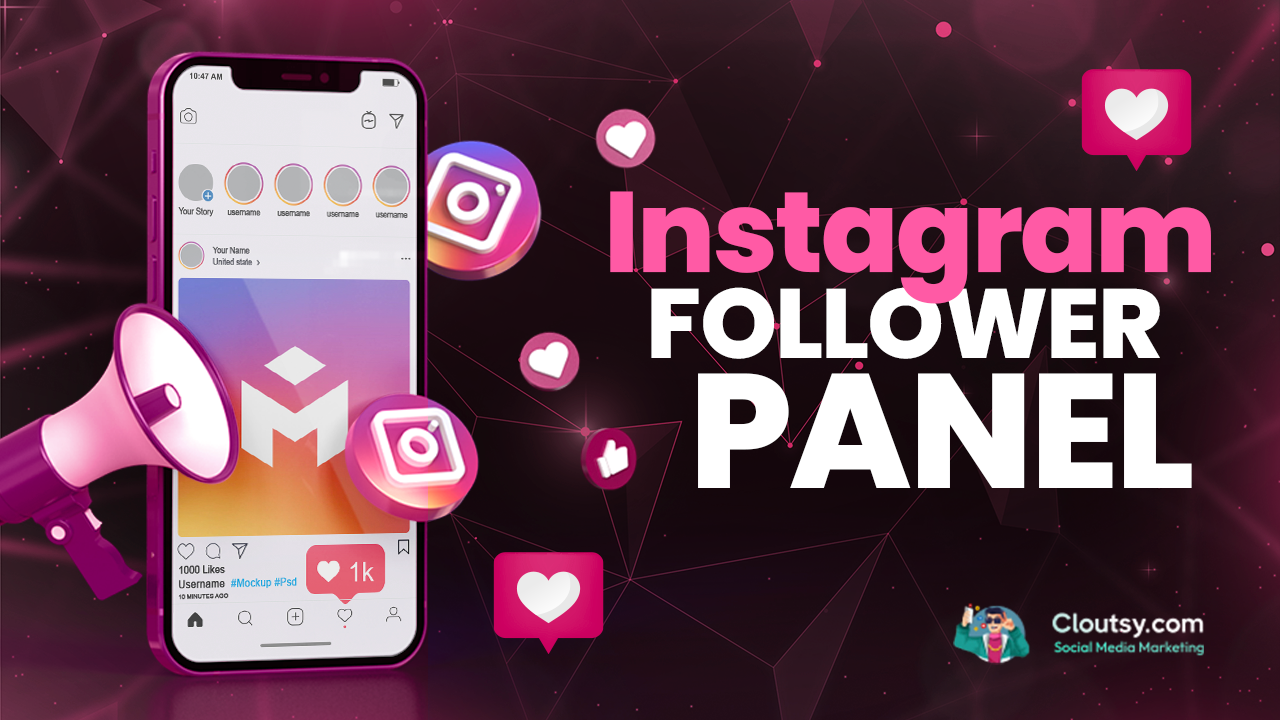 10:47 AM
Your Story
username
username
username
username
Your Name
United state ›
1000 Likes
Username #Mockup #Psd
10 MINUTES AGO
1k
Instagram
FOLLOWER
PANEL
Cloutsy.com
Social Media Marketing